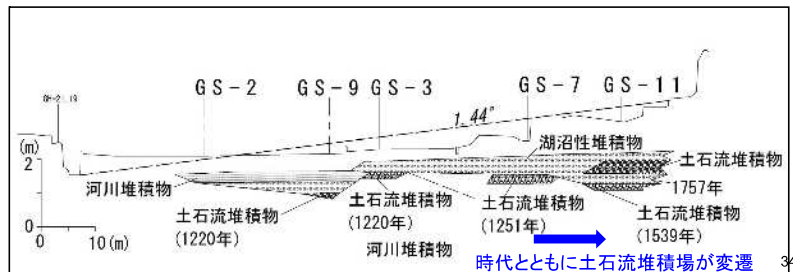 GS-2 GS-9 GS-3 GS-7 GS-11
1.44°
(m)
2
0
0 10(m)
湖沼性堆積物
土石流堆積物
1757年
河川堆積物
土石流堆積物
(1220年)
土石流堆積物
(1220年)
土石流堆積物
(1251年)
土石流堆積物
(1539年)
河川堆積物
時代とともに土石流堆積場が変遷
34